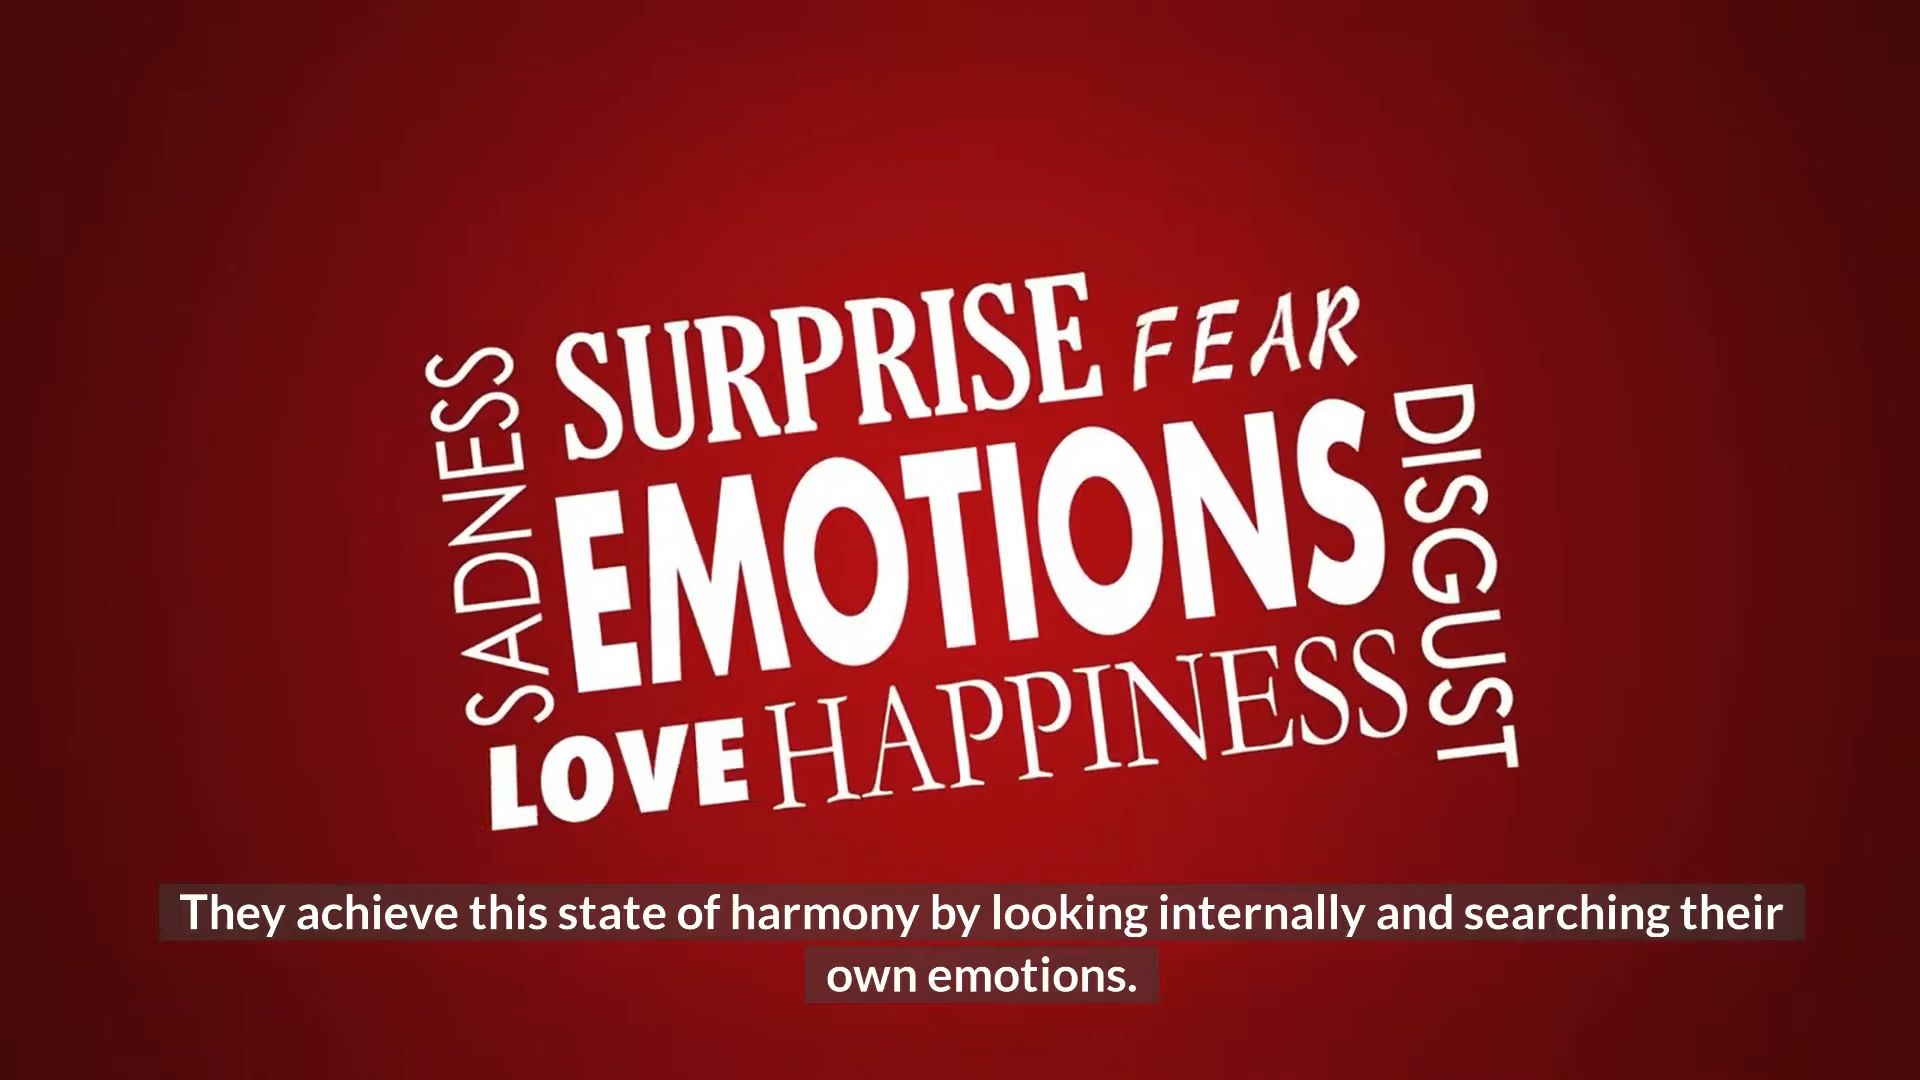 SADNESS
SURPRISE
FEAR
EMOTIONS
DISGUST
LOVE
HAPPINESS
They achieve this state of harmony by looking internally and searching their
own emotions.